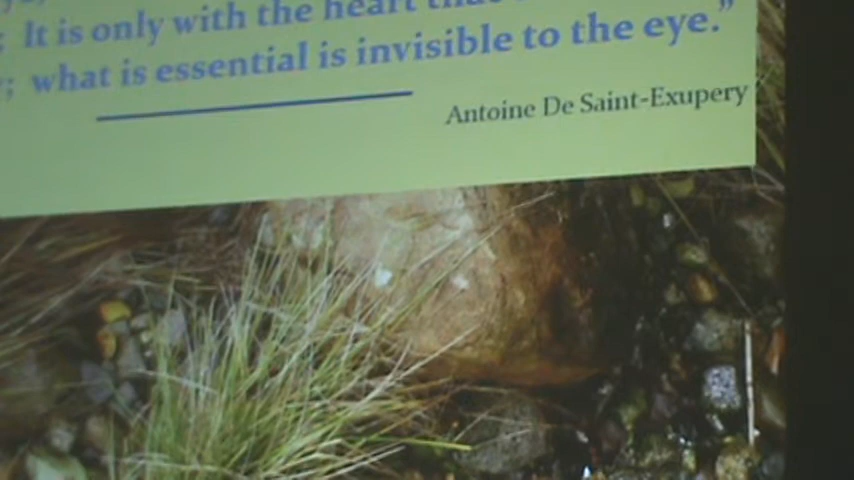 ; It is only with the heart
; what is essential is invisible to the eye."
Antoine De Saint-Exupery